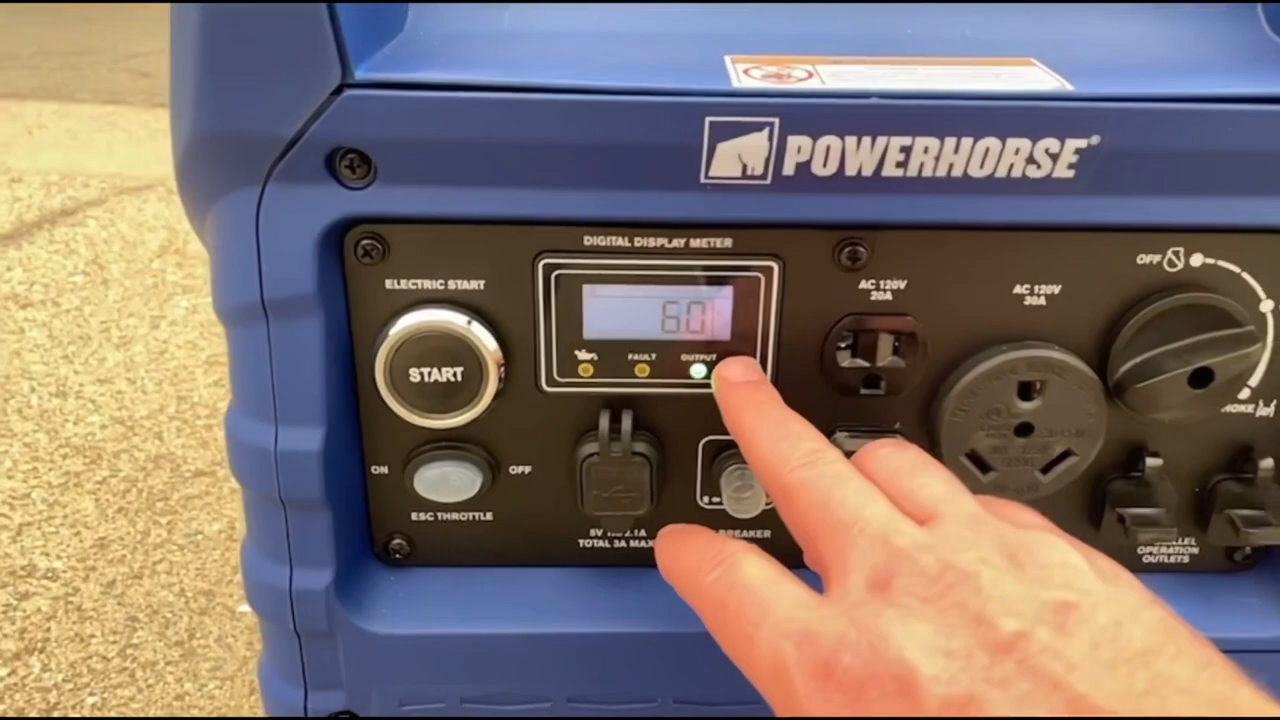 POWERHORSE®
DIGITAL DISPLAY METER
ELECTRIC START
START
60
FAULT
OUTPUT
ON
OFF
ESC THROTTLE
TOTAL 3A MAX
BREAKER
AC 120V
20A
AC 120V
30A
OFF
OPERATION
OUTLETS